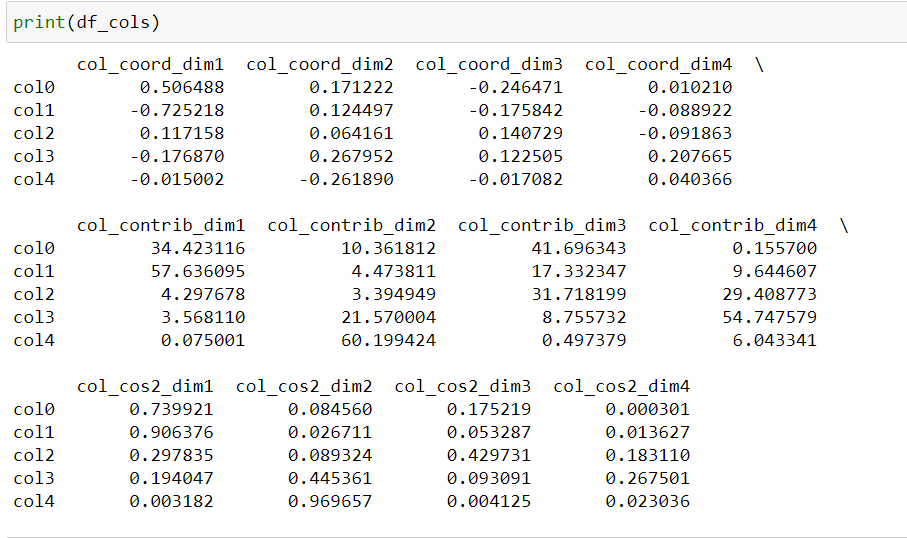 print(df_cols)
col_coord_dim1 col_coord_dim2 col_coord_dim3 col_coord_dim4 \
col0 0.506488 0.171222 -0.246471 0.010210
col1 -0.725218 0.124497 -0.175842 -0.088922
col2 0.117158 0.064161 0.140729 -0.091863
col3 -0.176870 0.267952 0.122505 0.207665
col4 -0.015002 -0.261890 -0.017082 0.040366
col_contrib_dim1 col_contrib_dim2 col_contrib_dim3 col_contrib_dim4 \
col0 34.423116 10.361812 41.696343 0.155700
col1 57.636095 4.473811 17.332347 9.644607
col2 4.297678 3.394949 31.718199 29.408773
col3 3.568110 21.570004 8.755732 54.747579
col4 0.075001 60.199424 0.497379 6.043341
col_cos2_dim1 col_cos2_dim2 col_cos2_dim3 col_cos2_dim4
col0 0.739921 0.084560 0.175219 0.000301
col1 0.906376 0.026711 0.053287 0.013627
col2 0.297835 0.089324 0.429731 0.183110
col3 0.194047 0.445361 0.093091 0.267501
col4 0.003182 0.969657 0.004125 0.023036